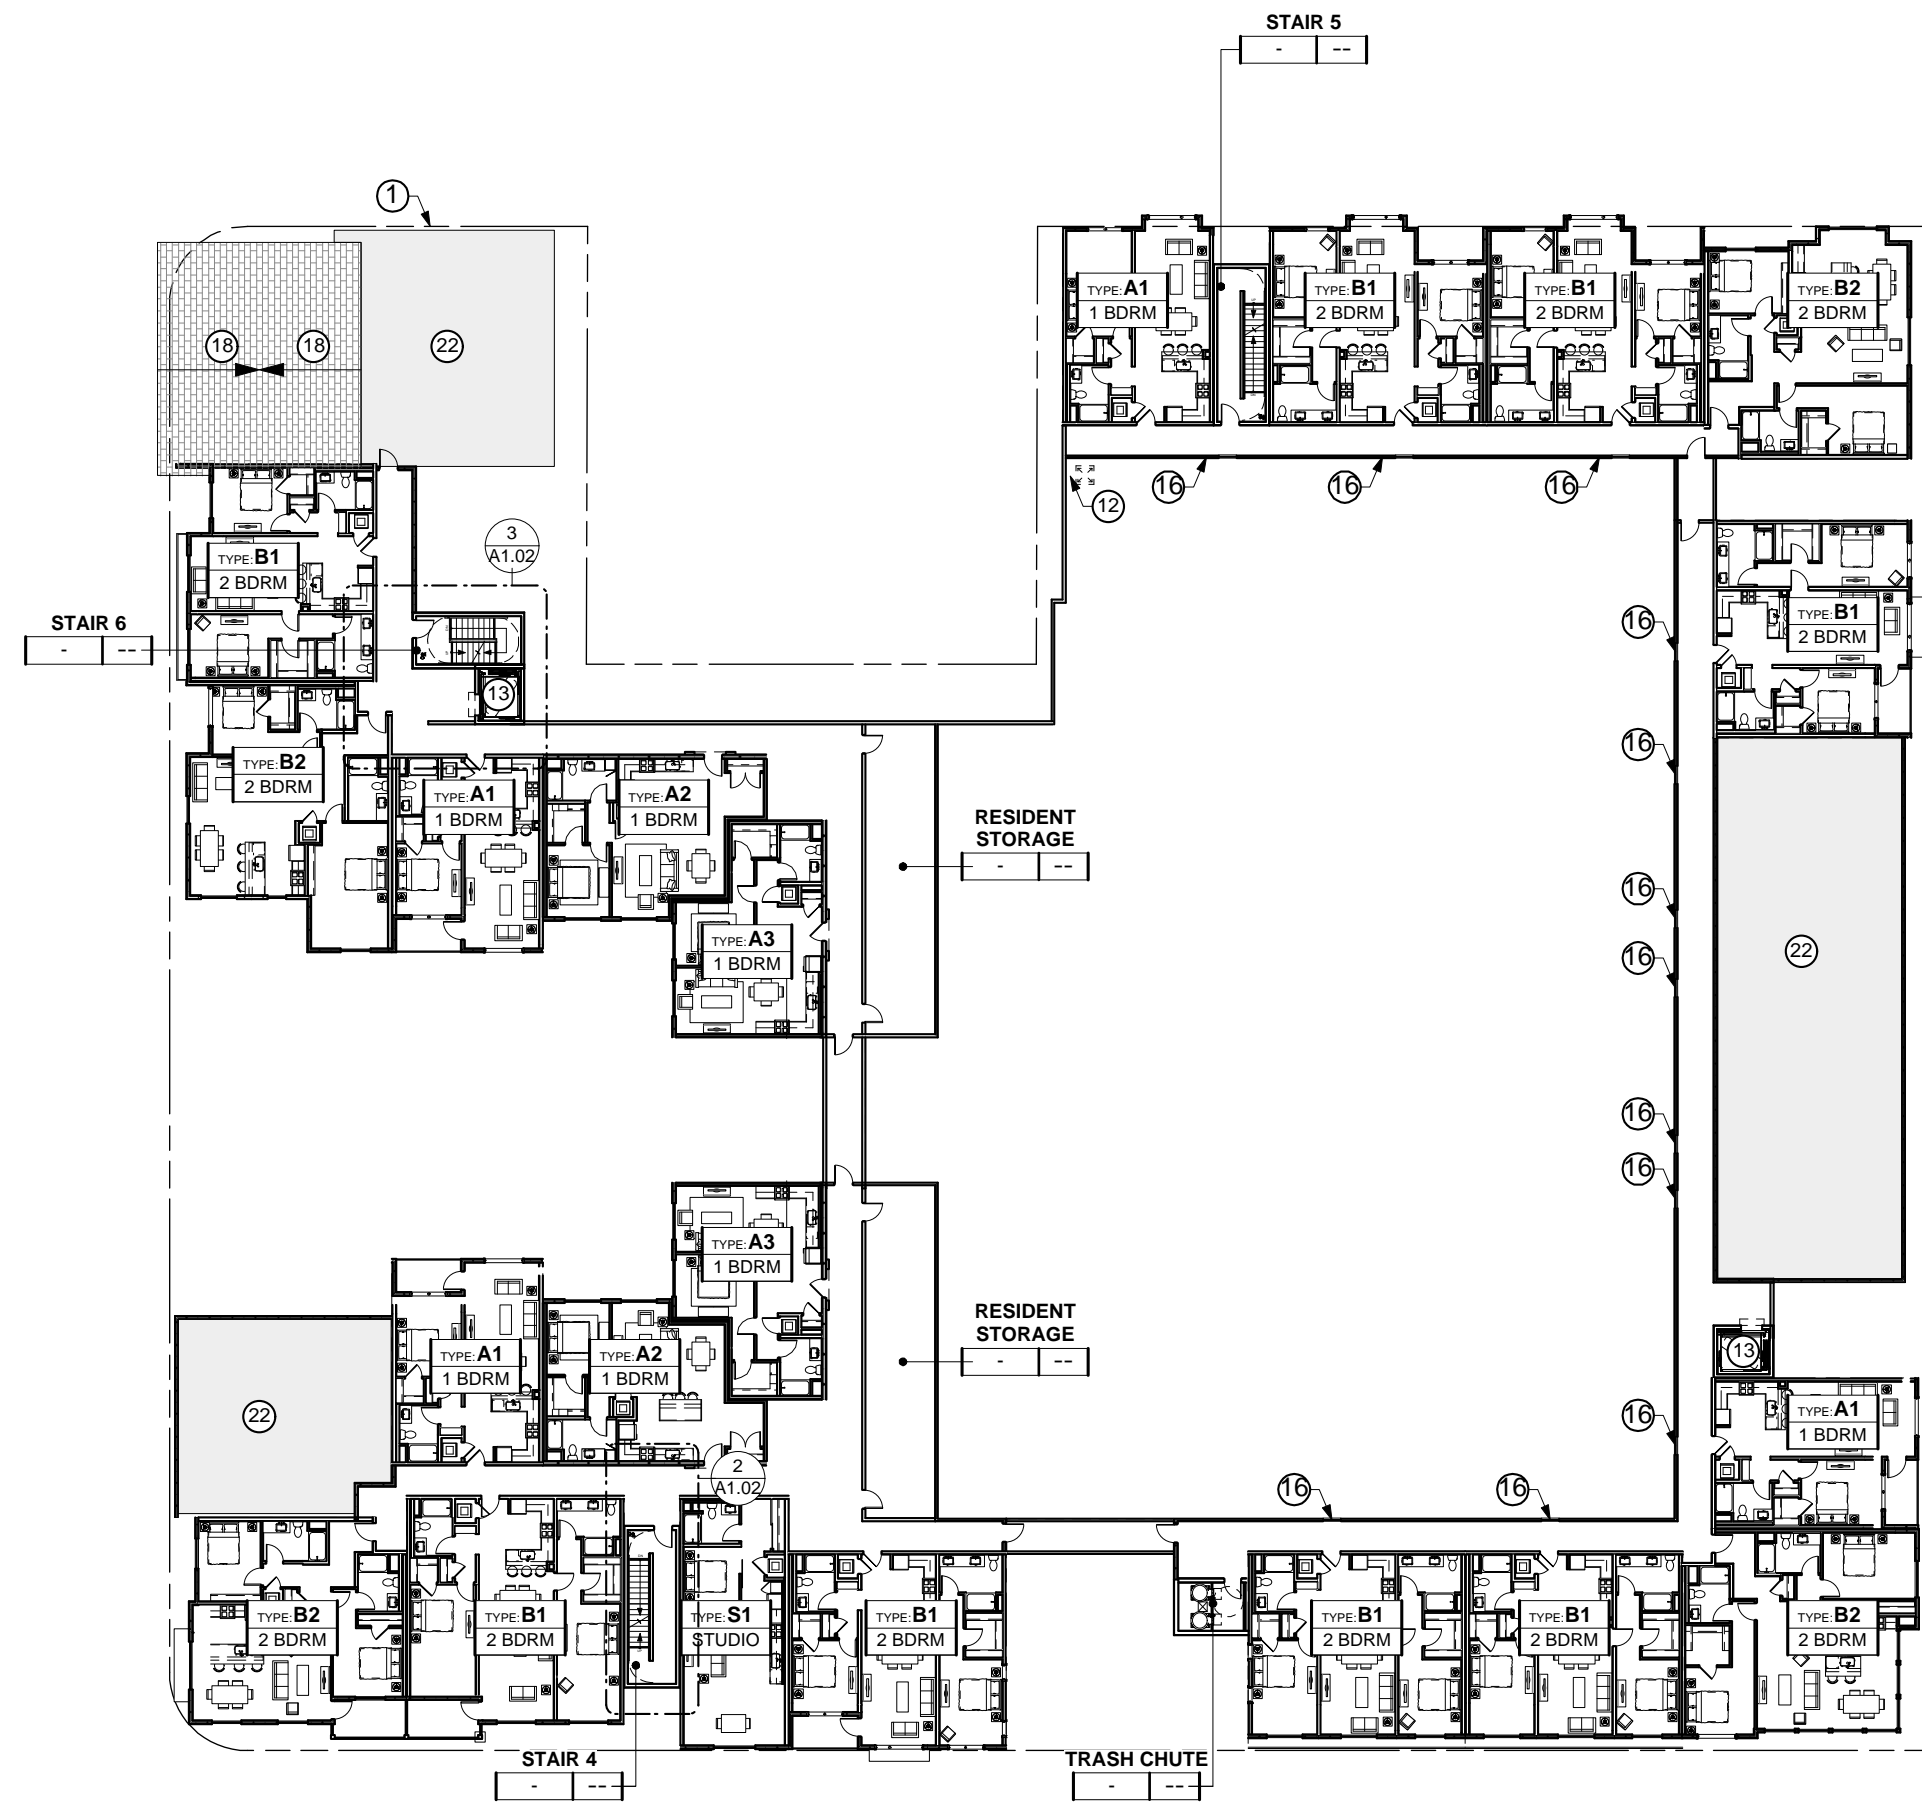 STAIR 5
- --
1
18
18
22
TYPE: A1
1 BDRM
TYPE: B1
2 BDRM
TYPE: B1
2 BDRM
TYPE: B2
2 BDRM
16
16
16
12
3
A1.02
TYPE: B1
2 BDRM
STAIR 6
- --
13
TYPE: B1
2 BDRM
16
16
TYPE: B2
2 BDRM
TYPE: A1
1 BDRM
TYPE: A2
1 BDRM
RESIDENT
STORAGE
- --
16
TYPE: A3
1 BDRM
16
22
16
16
TYPE: A3
1 BDRM
RESIDENT
STORAGE
- --
13
TYPE: A1
1 BDRM
TYPE: A2
1 BDRM
22
16
TYPE: A1
1 BDRM
2
A1.02
16
16
TYPE: B2
2 BDRM
TYPE: B1
2 BDRM
TYPE: S1
STUDIO
TYPE: B1
2 BDRM
TYPE: B1
2 BDRM
TYPE: B1
2 BDRM
TYPE: B2
2 BDRM
STAIR 4
- --
TRASH CHUTE
- --